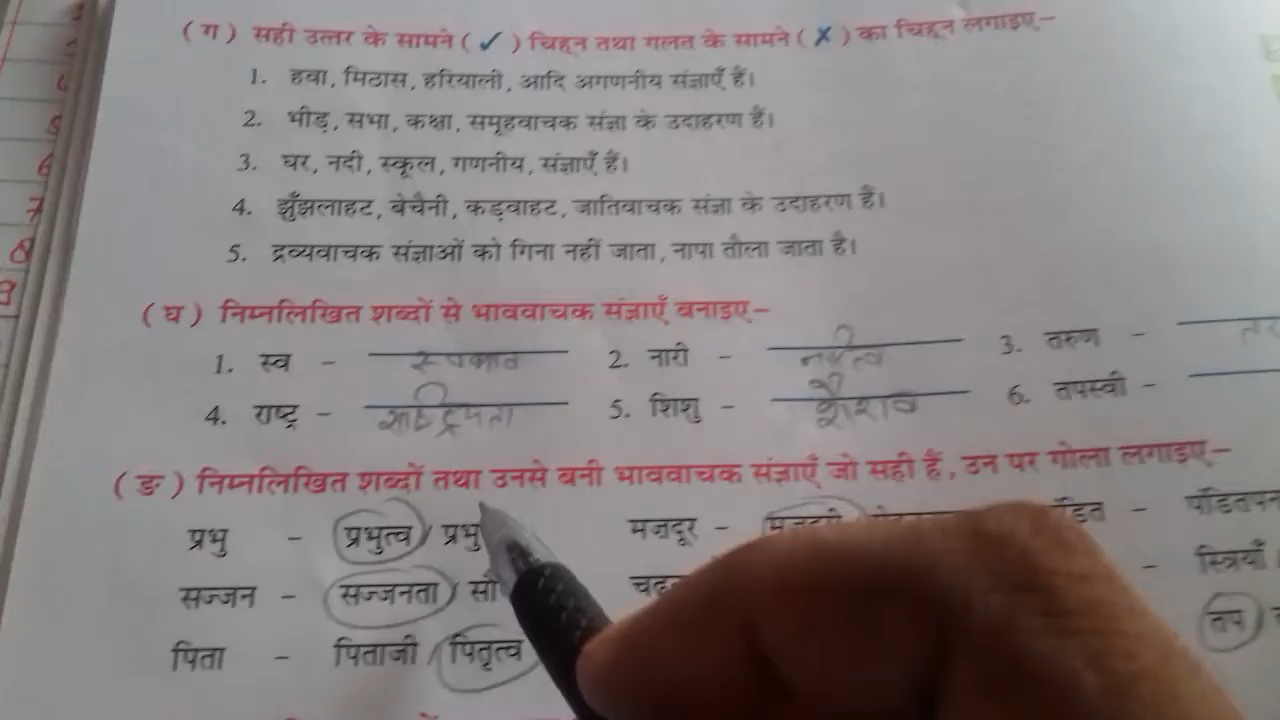 ( ग ) सही उत्तर के सामने ( ✓ ) चिह्न तथा गलत के सामने ( ✗ ) का चिह्न लगाइए–
1. हवा, मिठास, हरियाली, आदि अगणनीय संज्ञाएँ हैं।
2. भीड़, सभा, कक्षा, समूहवाचक संज्ञा के उदाहरण हैं।
3. घर, नदी, स्कूल, गणनीय, संज्ञाएँ हैं।
4. झुँझलाहट, बेचैनी, कड़वाहट, जातिवाचक संज्ञा के उदाहरण हैं।
5. द्रव्यवाचक संज्ञाओं को गिना नहीं जाता, नापा तौला जाता है।
( घ ) निम्नलिखित शब्दों से भाववाचक संज्ञाएँ बनाइए–
1. स्व – 2. नारी – 3. तरुण –
4. राष्ट्र – 5. शिशु – शैशव 6. तपस्वी –
( ङ ) निम्नलिखित शब्दों तथा उनसे बनी भाववाचक संज्ञाएँ जो सही हैं, उन पर गोला लगाइए–
प्रभु – प्रभुत्व / मज़दूर – पंडितपन
सज्जन – सज्जनता / – स्त्रियाँ
पिता – पिताजी / पितृत्व तप